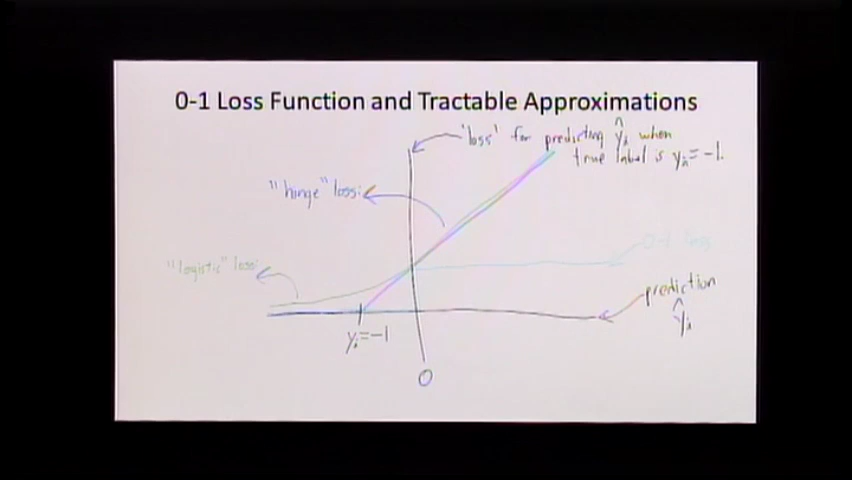 0-1 Loss Function and Tractable Approximations
'loss' for predicting ŷᵢ when
true label is yᵢ = -1.
"hinge" loss:
0-1 loss
"logistic" loss:
prediction
ŷᵢ
yᵢ = -1
0